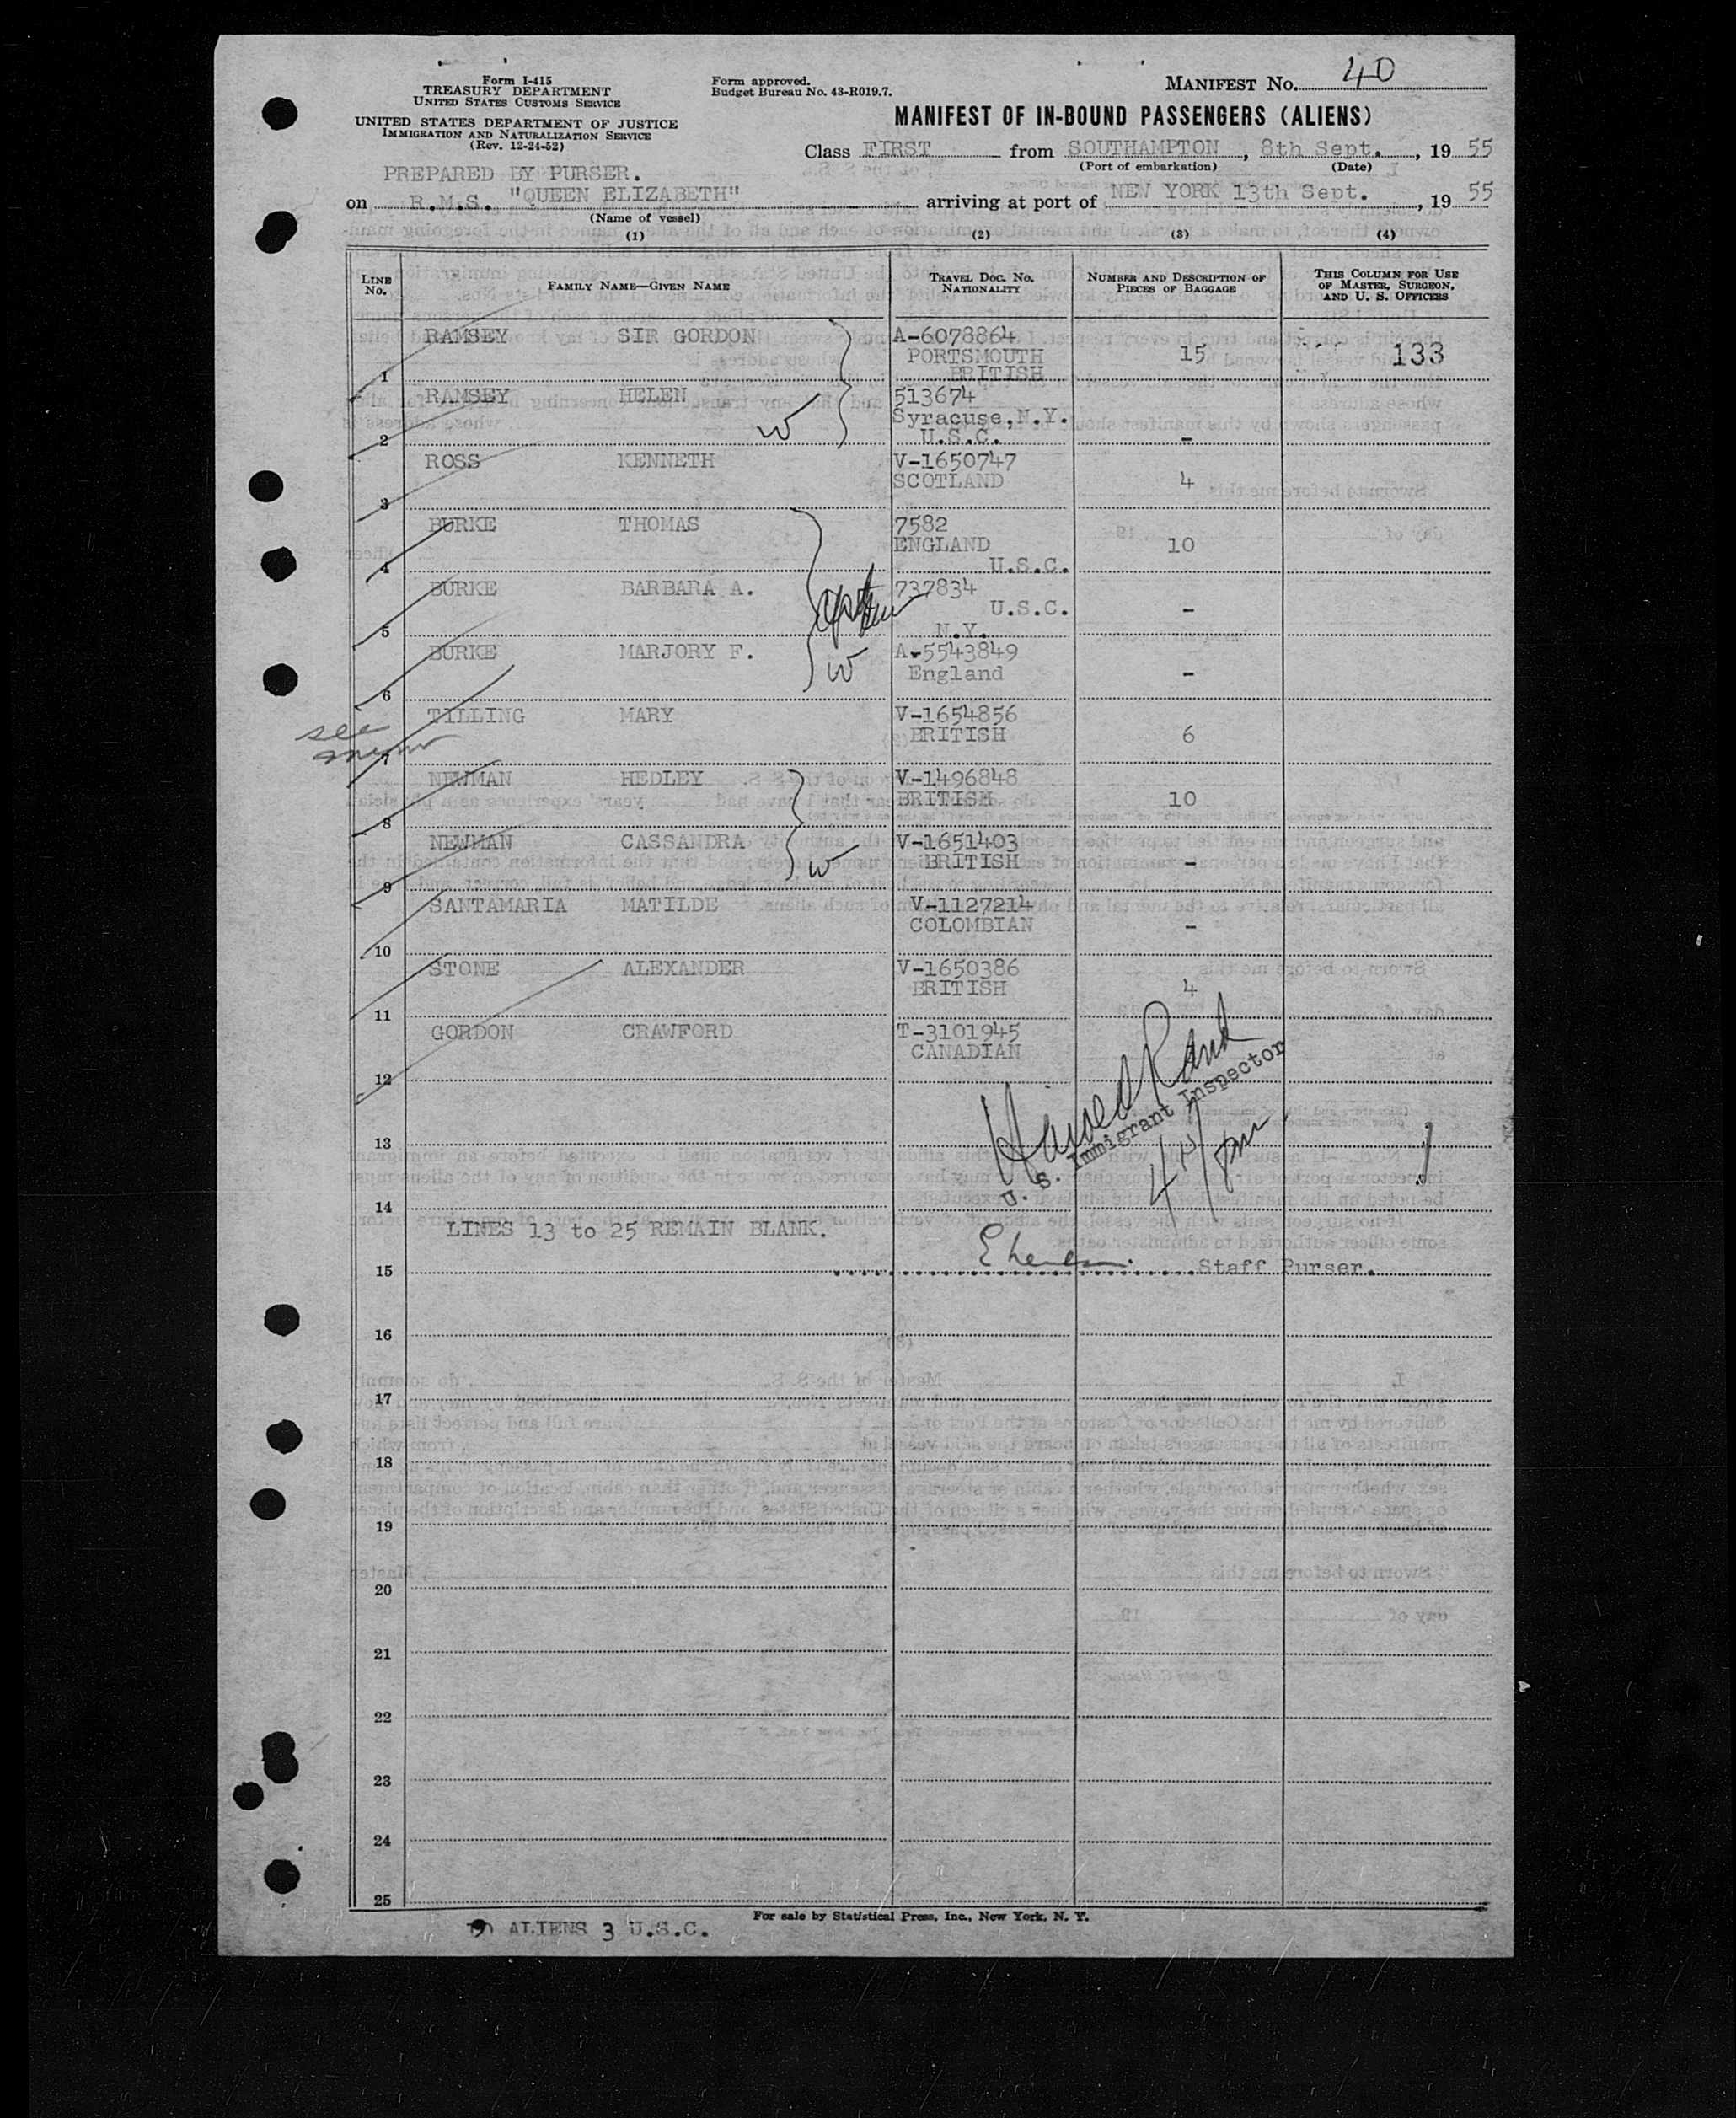 Form I-415
TREASURY DEPARTMENT
UNITED STATES CUSTOMS SERVICE
UNITED STATES DEPARTMENT OF JUSTICE
IMMIGRATION AND NATURALIZATION SERVICE
(Rev. 12-24-52)
Form approved.
Budget Bureau No. 43-R019.7.
MANIFEST No. 40
MANIFEST OF IN-BOUND PASSENGERS (ALIENS)
Class FIRST from SOUTHAMPTON, 8th Sept., 1955
(Port of embarkation) (Date)
PREPARED BY PURSER.
on R.M.S. "QUEEN ELIZABETH" arriving at port of NEW YORK 13th Sept., 1955
(Name of vessel)
(1) (2) (3) (4)
LINE No. FAMILY NAME—GIVEN NAME TRAVEL DOC. NO. NATIONALITY NUMBER AND DESCRIPTION OF PIECES OF BAGGAGE THIS COLUMN FOR USE OF MASTER, SURGEON, AND U. S. OFFICERS
RAMSEY SIR GORDON A-6078864
PORTSMOUTH 15 133
1 BRITISH
RAMSEY HELEN 513674
W Syracuse, N.Y.
2 U.S.C. -
ROSS KENNETH V-1650747
SCOTLAND 4
3
BURKE THOMAS 7582
ENGLAND 10
4 U.S.C.
BURKE BARBARA A. 737834
U.S.C. -
5 N.Y.
BURKE MARJORY F. A-5543849
W England -
6
TILLING MARY V-1654856
see BRITISH 6
7
NEWMAN HEDLEY V-1496848
BRITISH 10
8
NEWMAN CASSANDRA V-1651403
W BRITISH -
9
SANTAMARIA MATILDE V-1127214
COLOMBIAN -
10
STONE ALEXANDER V-1650386
BRITISH 4
11
GORDON CRAWFORD T-3101945
CANADIAN
12
Harold Rand
U. S. Immigrant Inspector
13
14
LINES 13 to 25 REMAIN BLANK.
15 Staff Purser.
16
17
18
19
20
21
22
23
24
25
For sale by Statistical Press, Inc., New York, N. Y.
9 ALIENS 3 U.S.C.